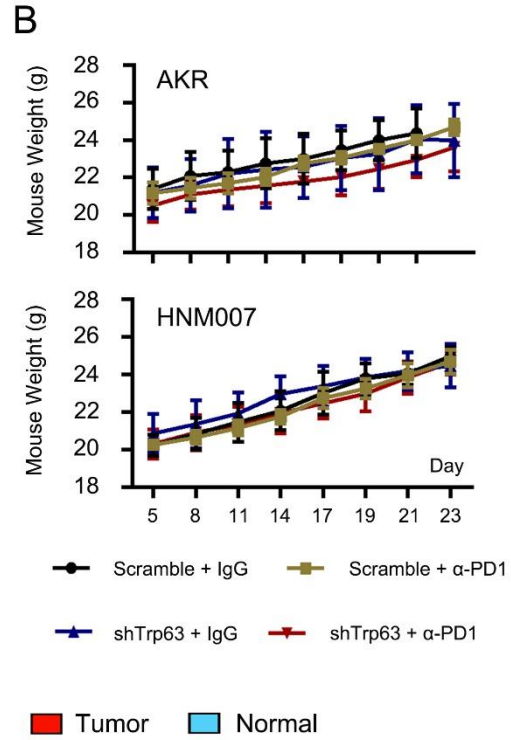 B
AKR
Mouse Weight (g)
28
26
24
22
20
18
HNM007
Mouse Weight (g)
28
26
24
22
20
18
Day
5 8 11 14 17 19 21 23
Scramble + IgG Scramble + α-PD1
shTrp63 + IgG shTrp63 + α-PD1
Tumor Normal